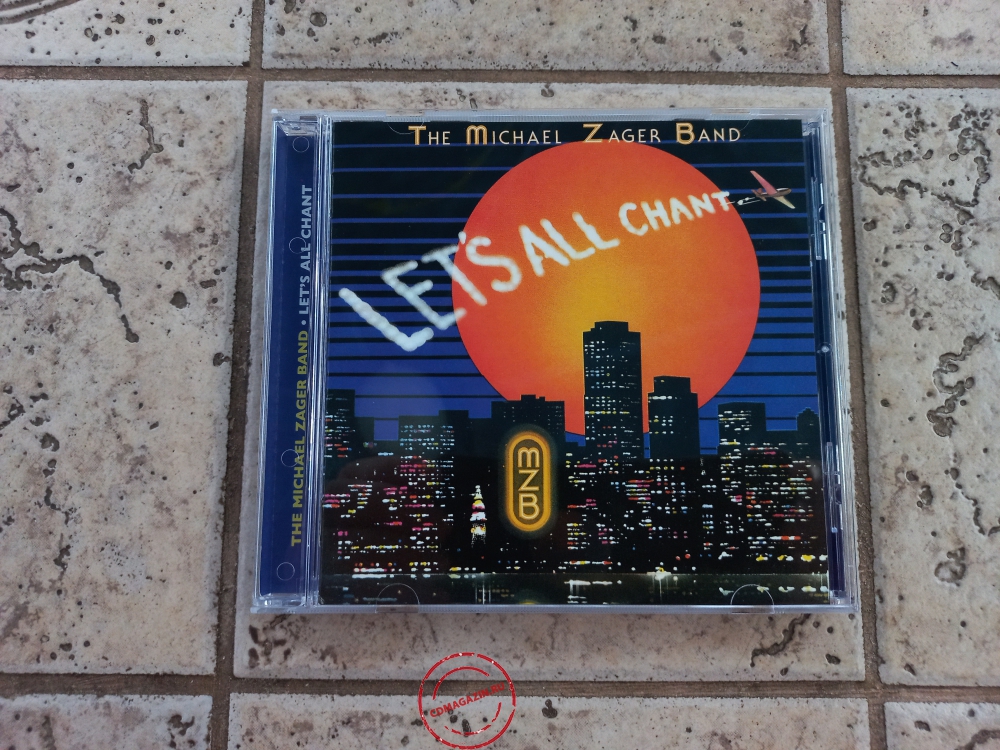 THE MICHAEL ZAGER BAND
LET'S ALL CHANT
MZB
THE MICHAEL ZAGER BAND • LET'S ALL CHANT